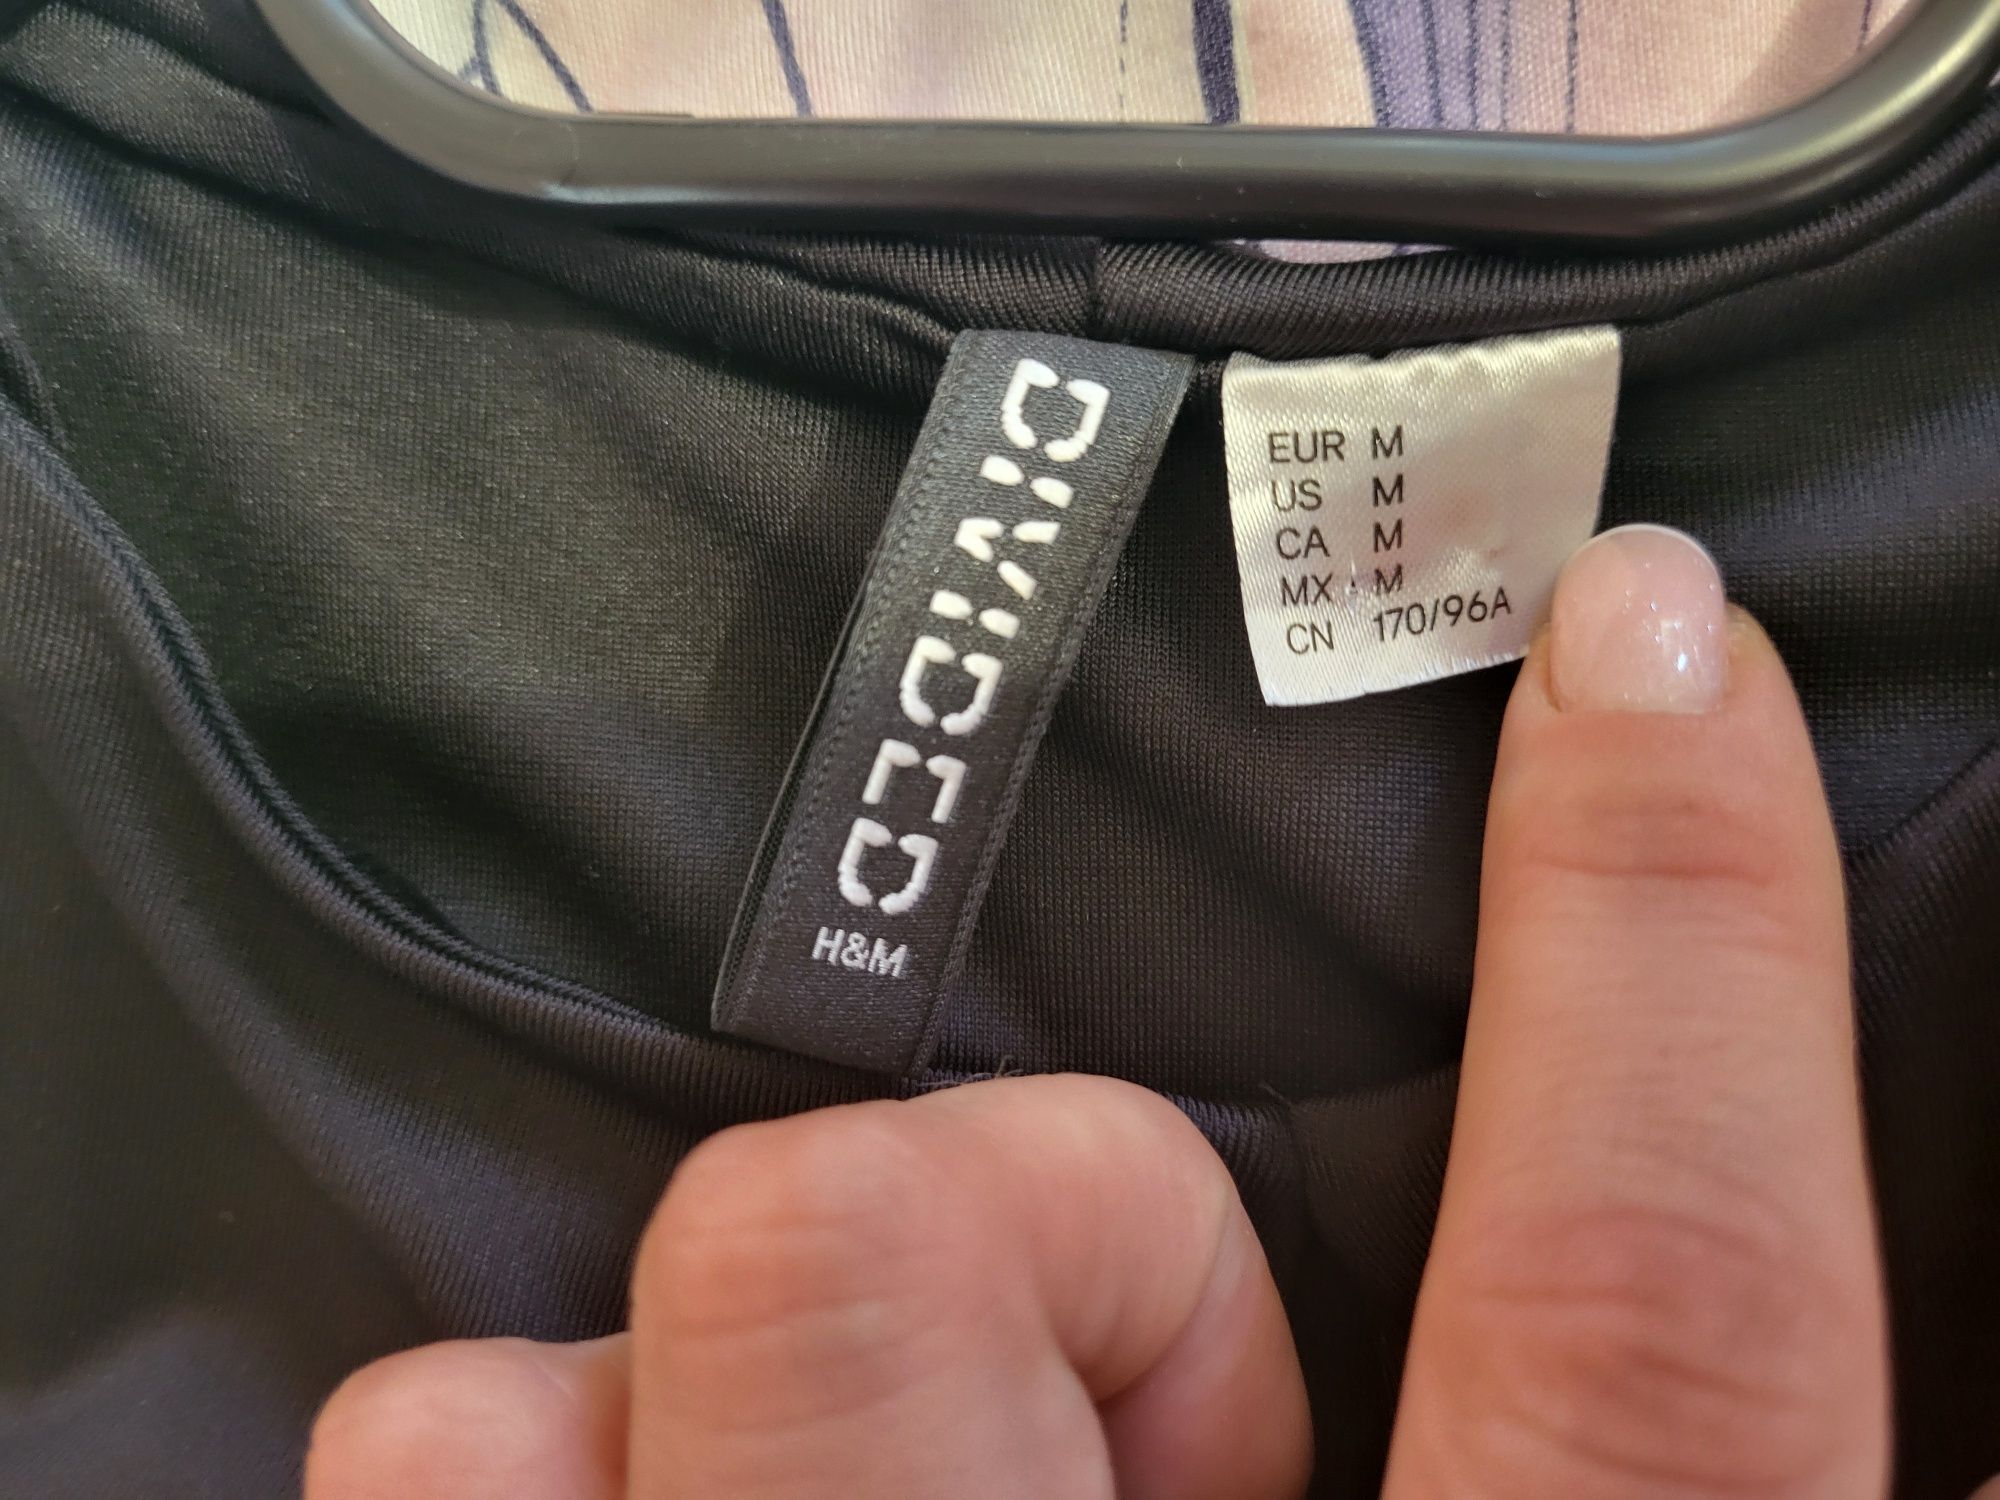 DIVIDED
H&M
EUR M
US M
CA M
MX M
CN 170/96A